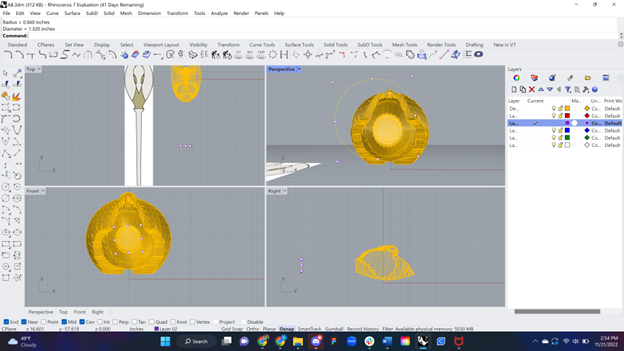 A8.3dm (312 KB) - Rhinoceros 7 Evaluation (41 Days Remaining)
File Edit View Curve Surface SubD Solid Mesh Dimension Transform Tools Analyze Render Panels Help
Radius = 0.660 inches
Diameter = 1.320 inches
Command:
Standard CPlanes Set View Display Select Viewport Layout Visibility Transform Curve Tools Surface Tools Solid Tools SubD Tools Mesh Tools Render Tools Drafting New in V7
Top
Perspective
Layers
Layer Current Ma... Lin... Print Wid
De... Co... Default
La... Co... Default
La... Co... Default
La... Co... Default
La... Co... Default
La... Co... Default
Front
Right
Perspective Top Front Right
End Near Point Mid Cen Int Perp Tan Quad Knot Vertex Project Disable
CPlane x 16.601 y -57.619 z 0.000 Inches Layer 02 Grid Snap Ortho Planar Osnap SmartTrack Gumball Record History Filter Available physical memory: 5030 MB
49°F
Cloudy
Search
2:54 PM
11/21/2022